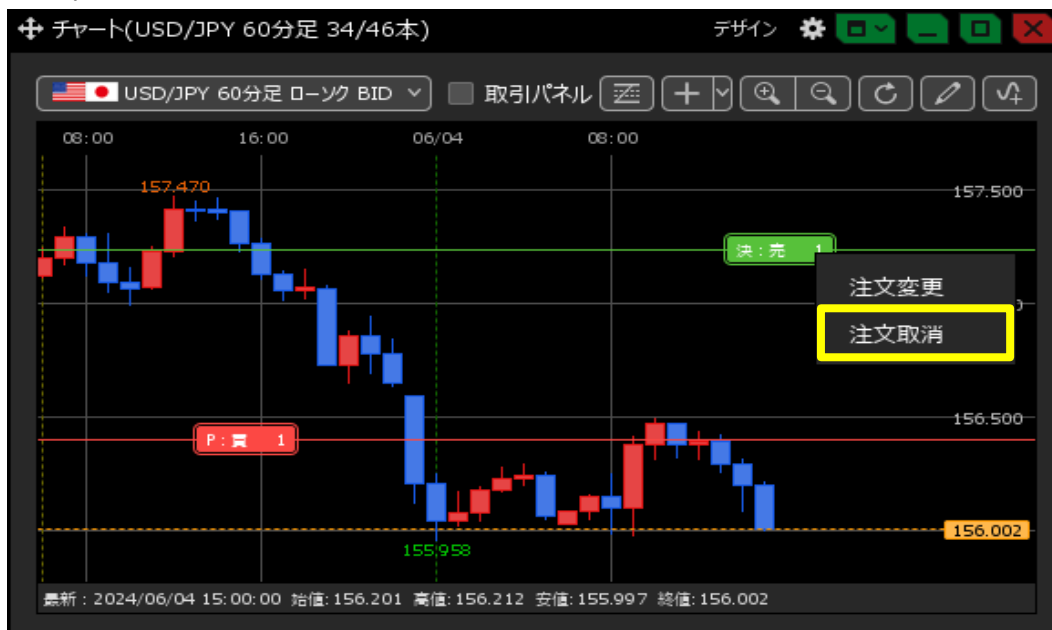 チャート(USD/JPY 60分足 34/46本) デザイン
USD/JPY 60分足 ローソク BID 取引パネル
08:00 16:00 06/04 08:00
157.470
157.500
決:売 1
注文変更
注文取消
156.500
P:買 1
156.002
155.958
最新:2024/06/04 15:00:00 始値:156.201 高値:156.212 安値:155.997 終値:156.002